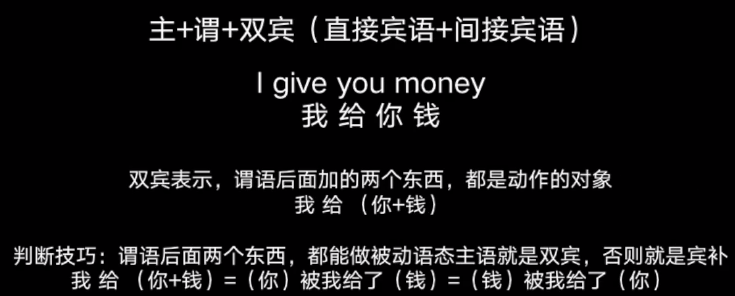 主+谓+双宾（直接宾语+间接宾语）
I give you money
我 给 你 钱
双宾表示，谓语后面加的两个东西，都是动作的对象
我 给 （你+钱）
判断技巧：谓语后面两个东西，都能做被动语态主语就是双宾，否则就是宾补
我 给 （你+钱）=（你）被我给了（钱）=（钱）被我给了（你）